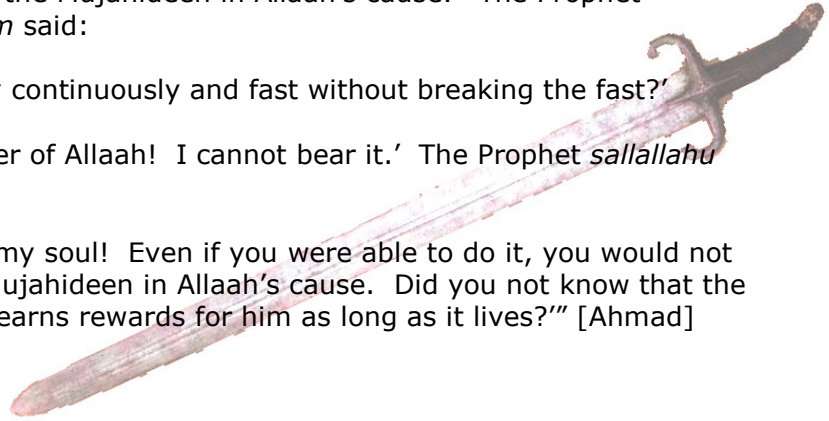 the Mujahideen in Allaah's cause.' The Prophet
said:
continuously and fast without breaking the fast?'
of Allaah! I cannot bear it.' The Prophet sallallahu
my soul! Even if you were able to do it, you would not
in Allaah's cause. Did you not know that the
earns rewards for him as long as it lives?'" [Ahmad]